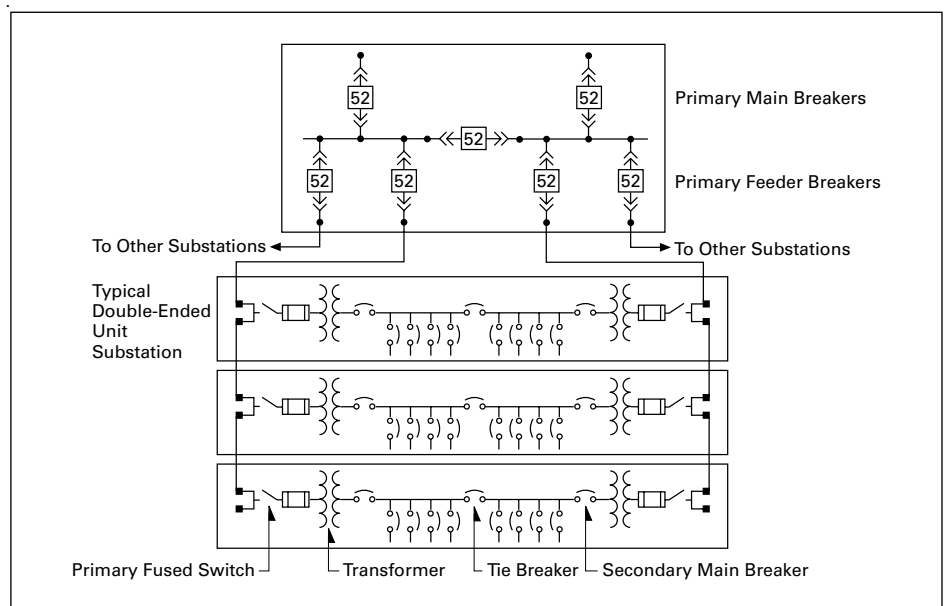 52
52
Primary Main Breakers
52
52
52
52
52
Primary Feeder Breakers
To Other Substations
To Other Substations
Typical
Double-Ended
Unit
Substation
Primary Fused Switch
Transformer
Tie Breaker
Secondary Main Breaker